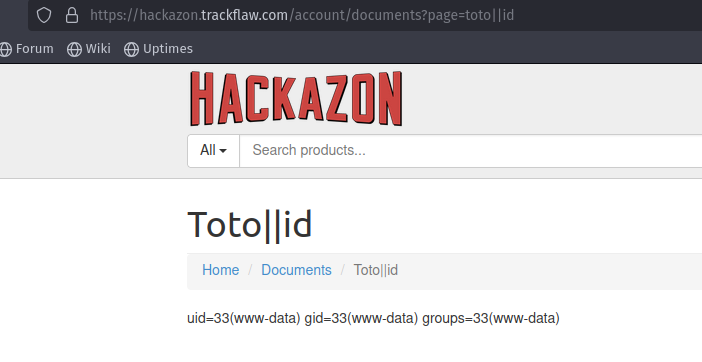 https://hackazon.trackflaw.com/account/documents?page=toto||id
Forum Wiki Uptimes
HACKAZON
All Search products...
Toto||id
Home / Documents / Toto||id
uid=33(www-data) gid=33(www-data) groups=33(www-data)